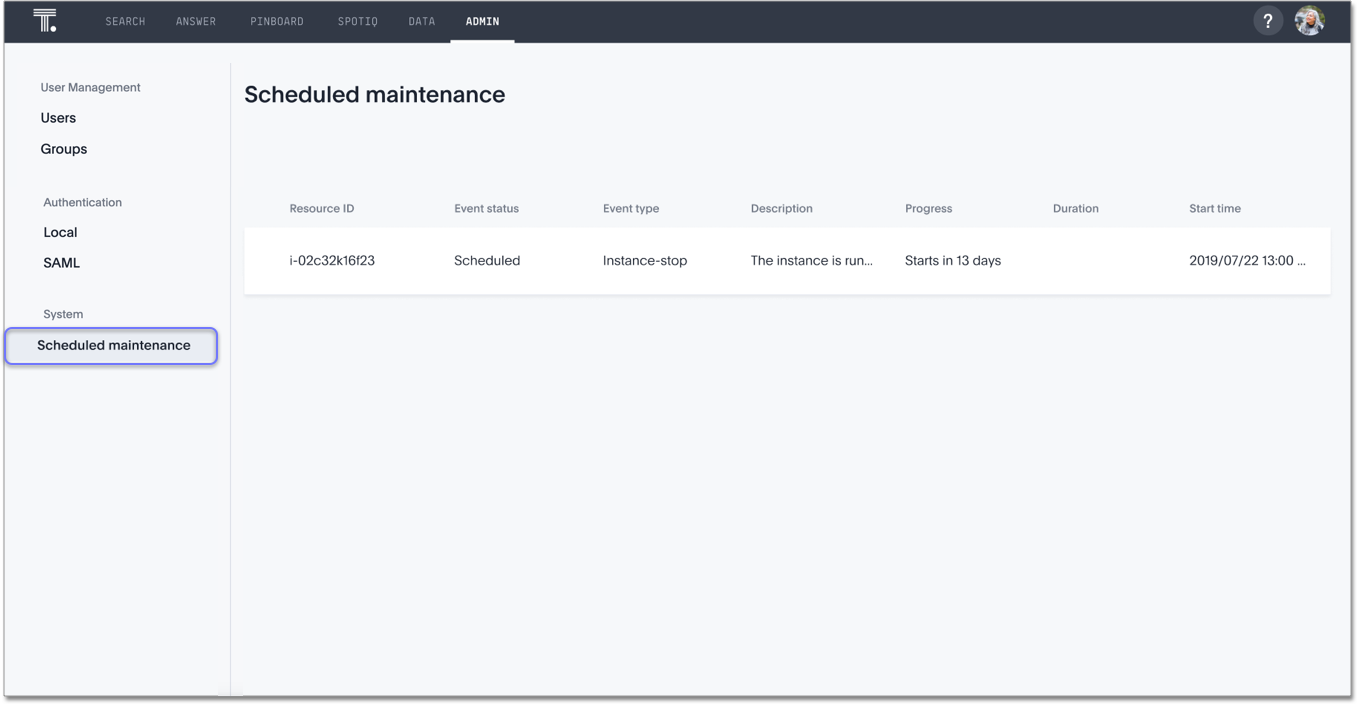 T. SEARCH ANSWER PINBOARD SPOTIQ DATA ADMIN ?
User Management
Users
Groups
Authentication
Local
SAML
System
Scheduled maintenance
Scheduled maintenance
Resource ID Event status Event type Description Progress Duration Start time
i-02c32k16f23 Scheduled Instance-stop The instance is run... Starts in 13 days 2019/07/22 13:00 ...